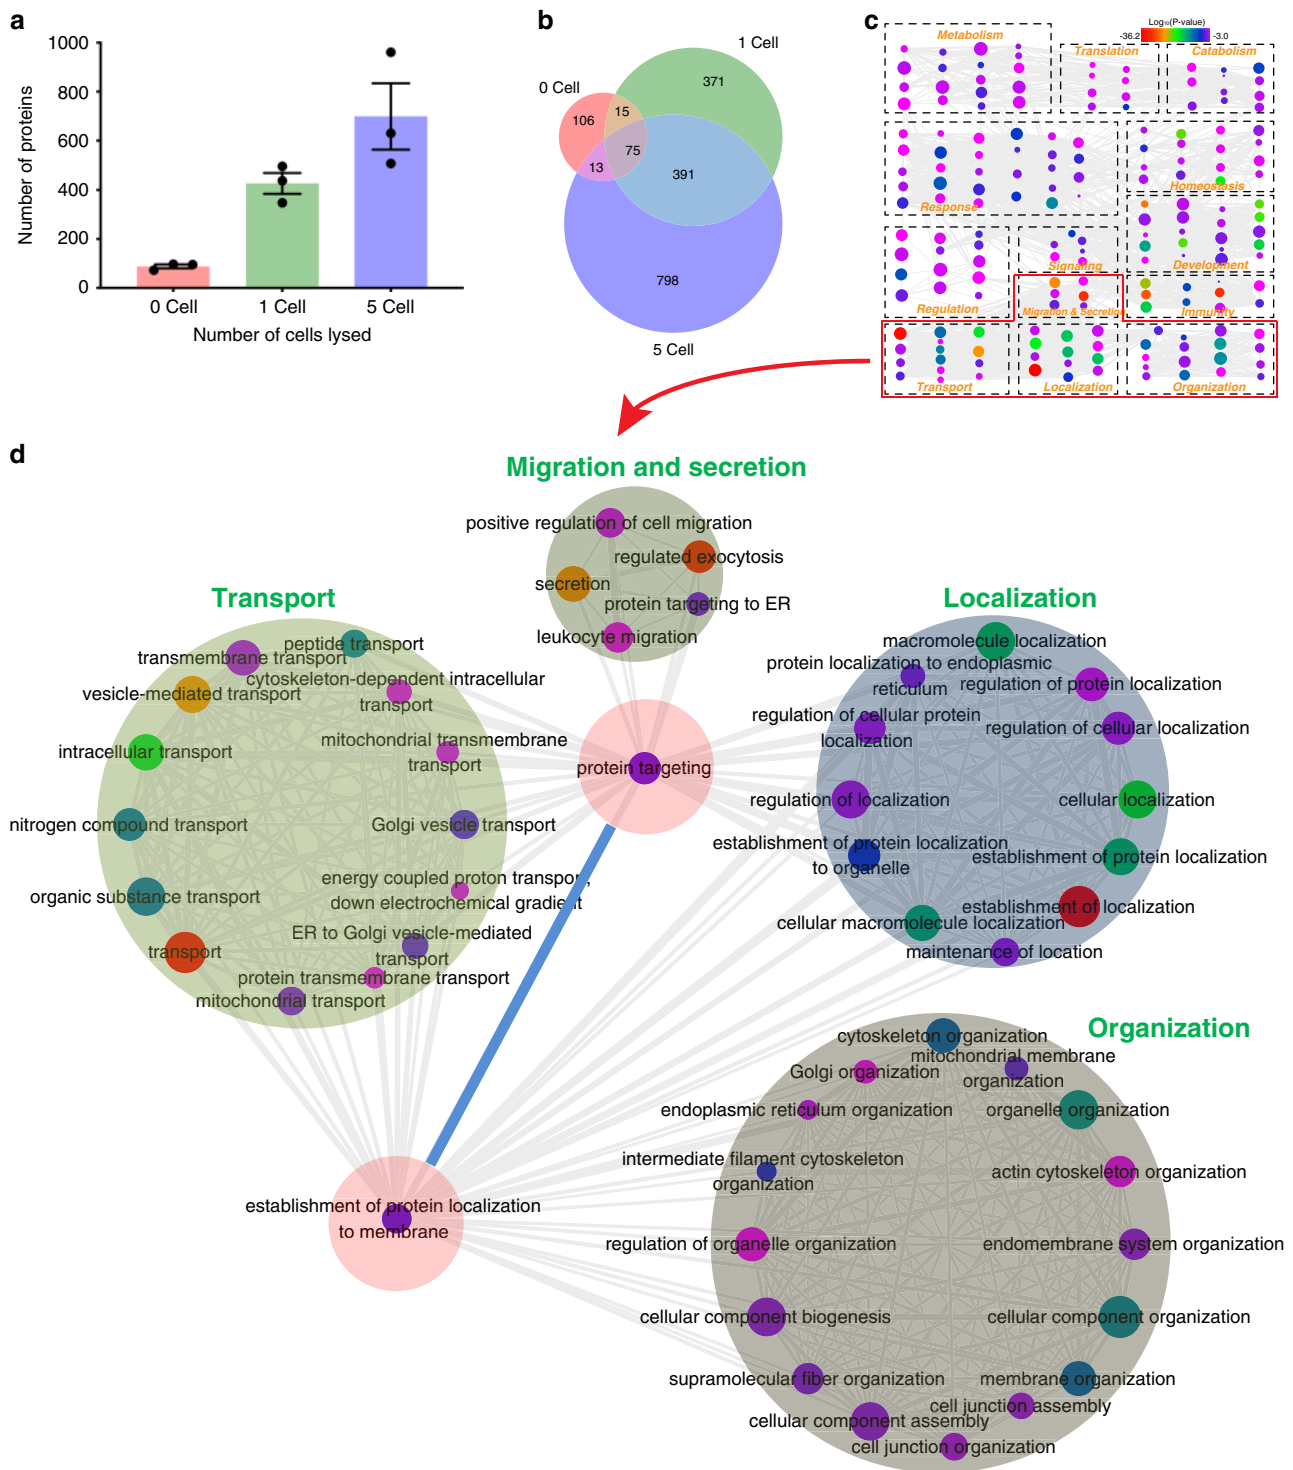 a
1000
800
600
400
200
0
Number of proteins
0 Cell
1 Cell
5 Cell
Number of cells lysed
b
1 Cell
0 Cell
371
106
15
75
13
391
798
5 Cell
c
Log₁₀(P-value)
-36.2
-3.0
Metabolism
Translation
Catabolism
Response
Homeostasis
Signaling
Development
Regulation
Migration & Secretion
Immunity
Transport
Localization
Organization
d
Migration and secretion
positive regulation of cell migration
regulated exocytosis
secretion
protein targeting to ER
leukocyte migration
Transport
peptide transport
transmembrane transport
cytoskeleton-dependent intracellular
transport
vesicle-mediated transport
mitochondrial transmembrane
transport
intracellular transport
nitrogen compound transport
Golgi vesicle transport
energy coupled proton transport,
down electrochemical gradient
organic substance transport
ER to Golgi vesicle-mediated
transport
transport
protein transmembrane transport
mitochondrial transport
protein targeting
Localization
macromolecule localization
protein localization to endoplasmic
reticulum
regulation of protein localization
regulation of cellular protein
localization
regulation of cellular localization
regulation of localization
cellular localization
establishment of protein localization
to organelle
establishment of protein localization
establishment of localization
cellular macromolecule localization
maintenance of location
Organization
cytoskeleton organization
mitochondrial membrane
organization
Golgi organization
endoplasmic reticulum organization
organelle organization
intermediate filament cytoskeleton
organization
actin cytoskeleton organization
regulation of organelle organization
endomembrane system organization
cellular component biogenesis
cellular component organization
supramolecular fiber organization
membrane organization
cell junction assembly
cellular component assembly
cell junction organization
establishment of protein localization
to membrane